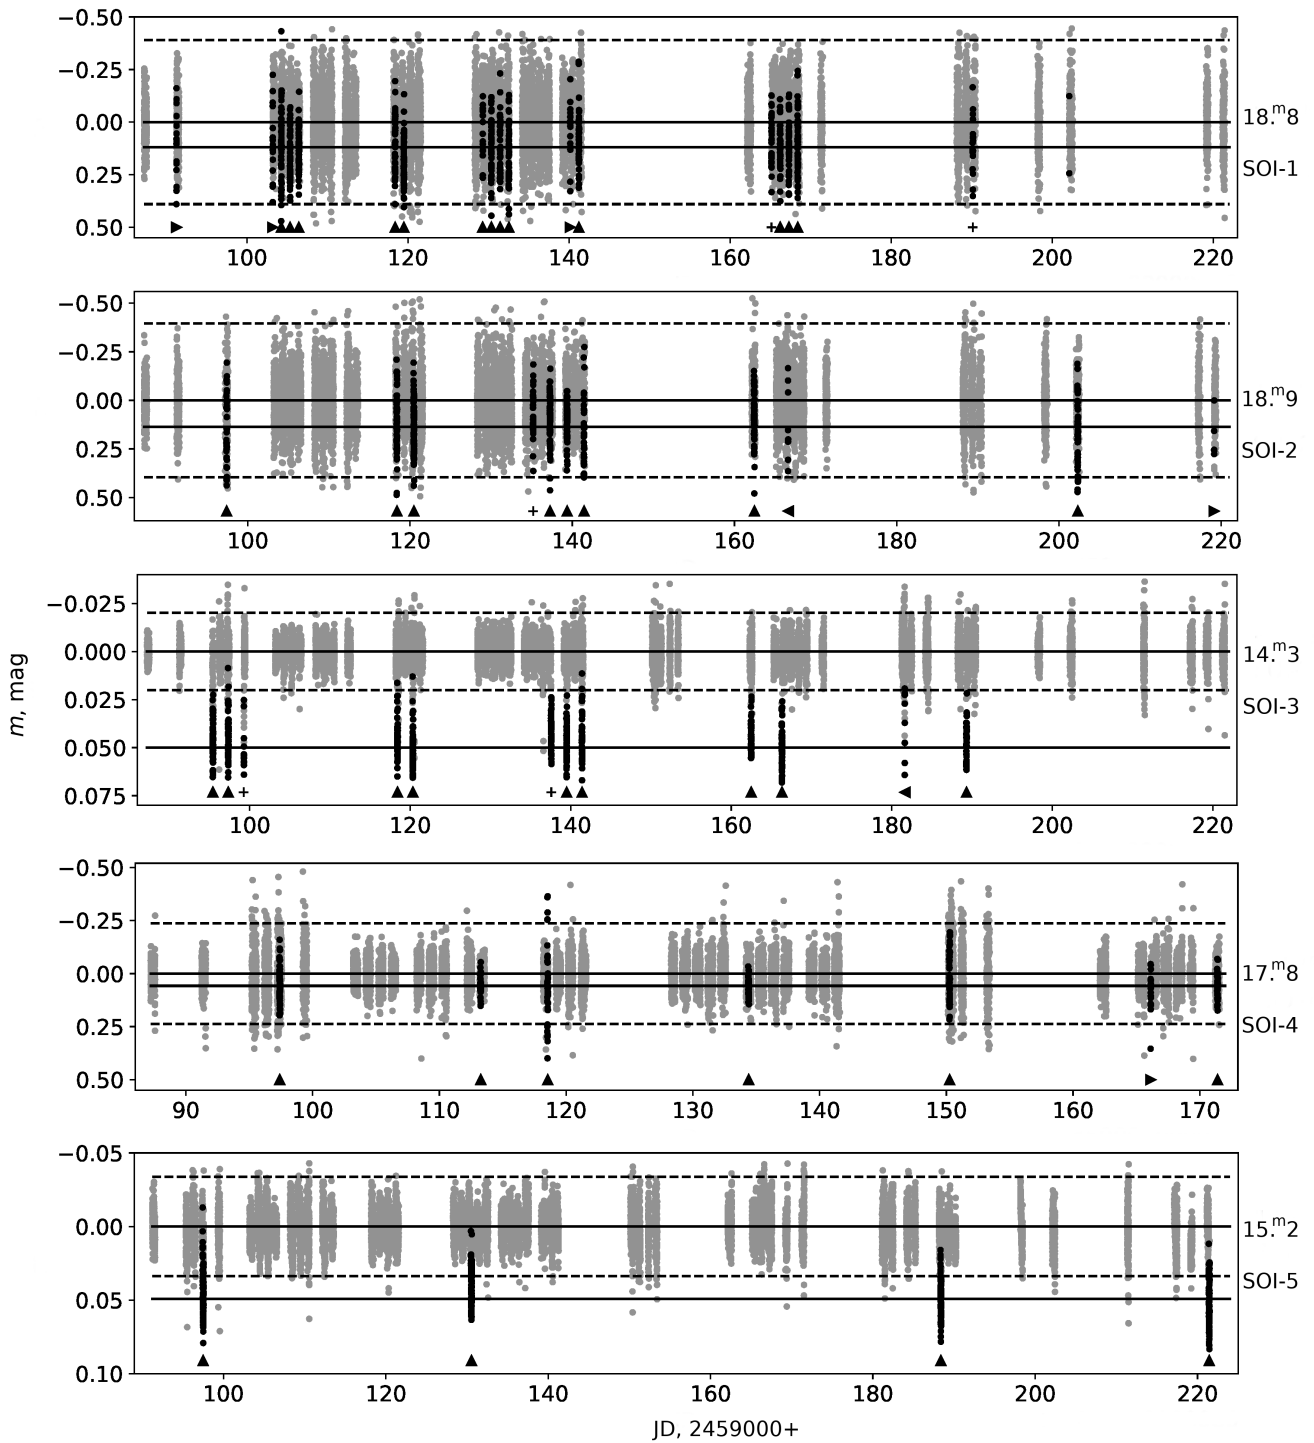 −0.50
−0.25
0.00
0.25
0.50
100 120 140 160 180 200 220
18.ᵐ8
SOI-1
−0.50
−0.25
0.00
0.25
0.50
100 120 140 160 180 200 220
18.ᵐ9
SOI-2
−0.025
0.000
0.025
0.050
0.075
100 120 140 160 180 200 220
14.ᵐ3
SOI-3
m, mag
−0.50
−0.25
0.00
0.25
0.50
90 100 110 120 130 140 150 160 170
17.ᵐ8
SOI-4
−0.05
0.00
0.05
0.10
100 120 140 160 180 200 220
15.ᵐ2
SOI-5
JD, 2459000+